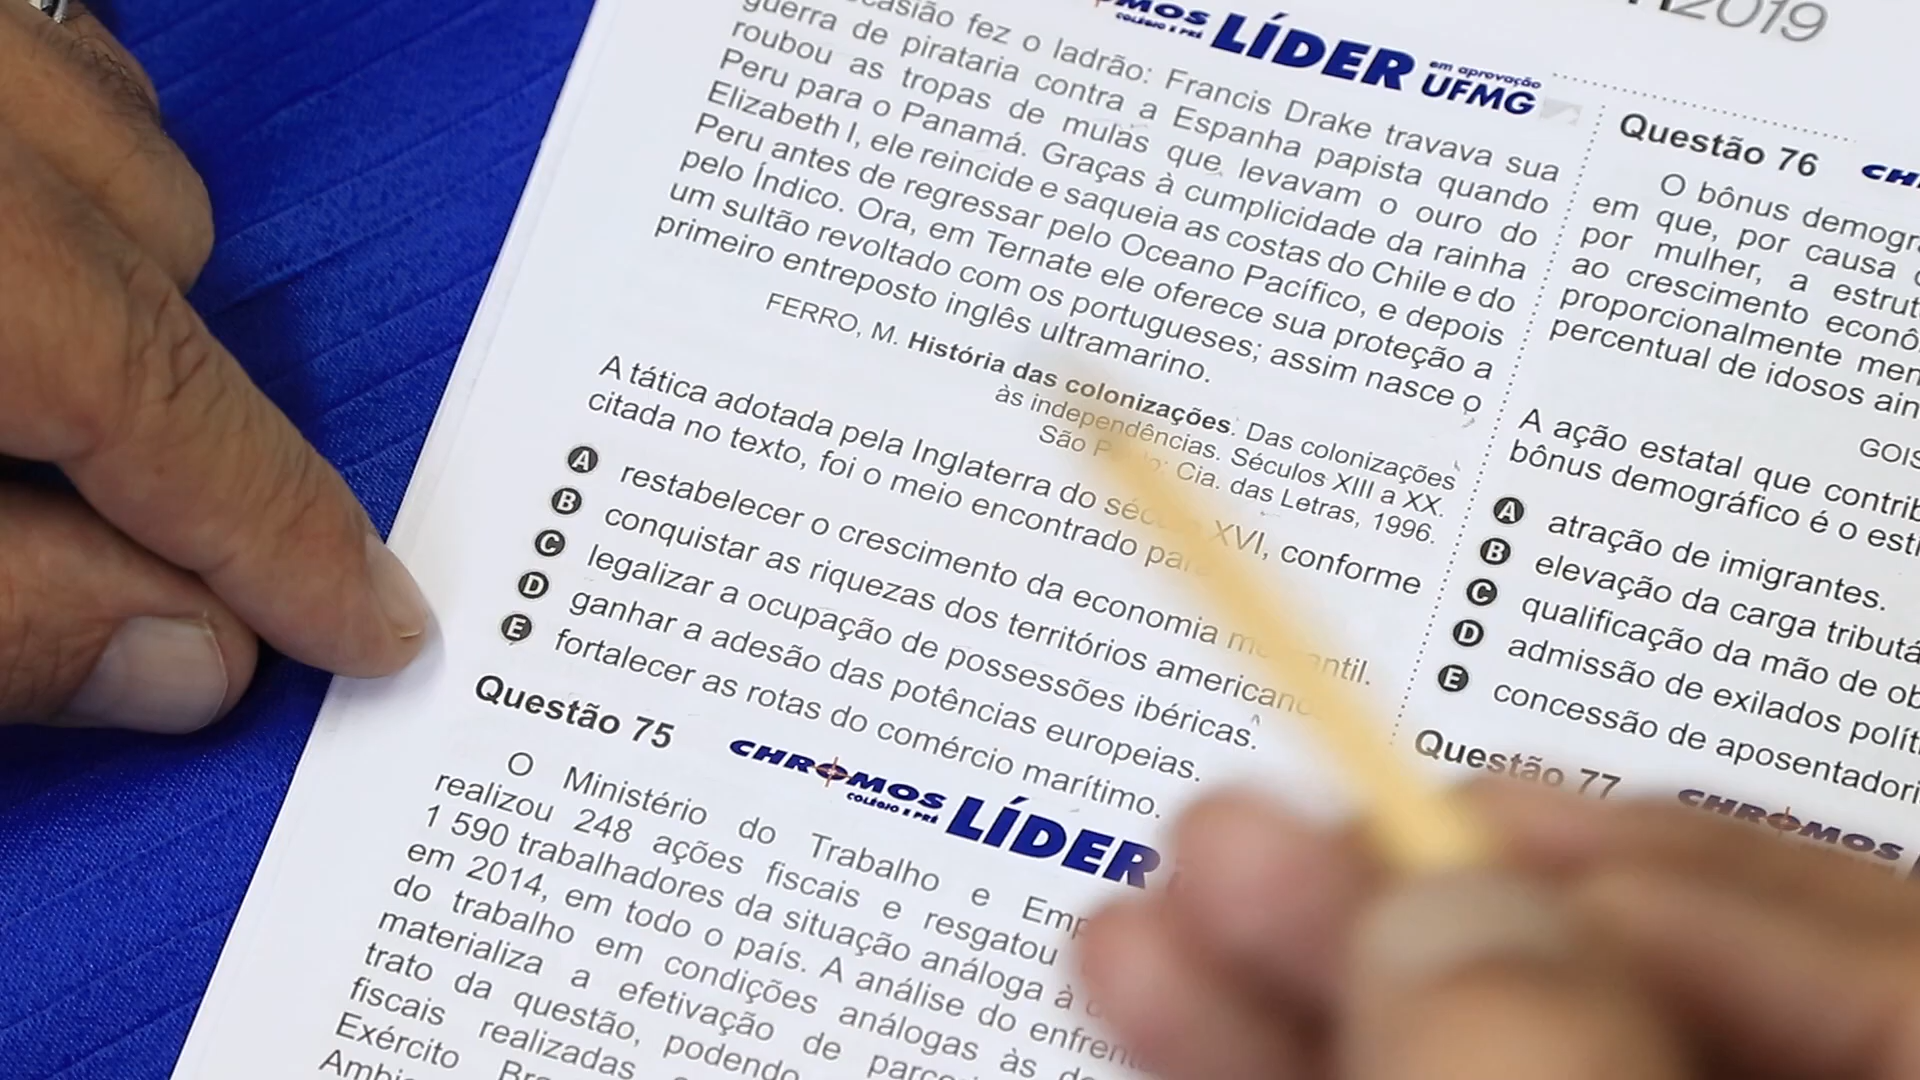 2019
MOS
COLÉGIO E PRÉ
LÍDER
em aprovação
UFMG
fez o ladrão: Francis Drake travava sua
guerra de pirataria contra a Espanha papista quando
roubou as tropas de mulas que levavam o ouro do
Peru para o Panamá. Graças à cumplicidade da rainha
Elizabeth I, ele reincide e saqueia as costas do Chile e do
Peru antes de regressar pelo Oceano Pacífico, e depois
pelo Índico. Ora, em Ternate ele oferece sua proteção a
um sultão revoltado com os portugueses; assim nasce o
primeiro entreposto inglês ultramarino.
FERRO, M. História das colonizações. Das colonizações
às independências. Séculos XIII a XX.
São Cia. das Letras, 1996.
A tática adotada pela Inglaterra do XVI, conforme
citada no texto, foi o meio encontrado
A restabelecer o crescimento da economia
B conquistar as riquezas dos territórios
C legalizar a ocupação de possessões ibéricas.
D ganhar a adesão das potências europeias.
E fortalecer as rotas do comércio marítimo.
Questão 75
CHROMOS
COLÉGIO E PRÉ
LÍDER
O Ministério do Trabalho e
realizou 248 ações fiscais e resgatou
1 590 trabalhadores da situação análoga à
em 2014, em todo o país. A análise do
do trabalho em condições análogas às
materializa a efetivação de
trato da questão, podendo
fiscais realizadas
Exército
Questão 76
O bônus
em que, por causa
por mulher, a
ao crescimento
proporcionalmente
percentual de idosos
A ação estatal que
bônus demográfico é o
A atração de imigrantes.
B elevação da carga
C qualificação da mão de
D admissão de exilados
E concessão de
Questão 77
CHROMOS